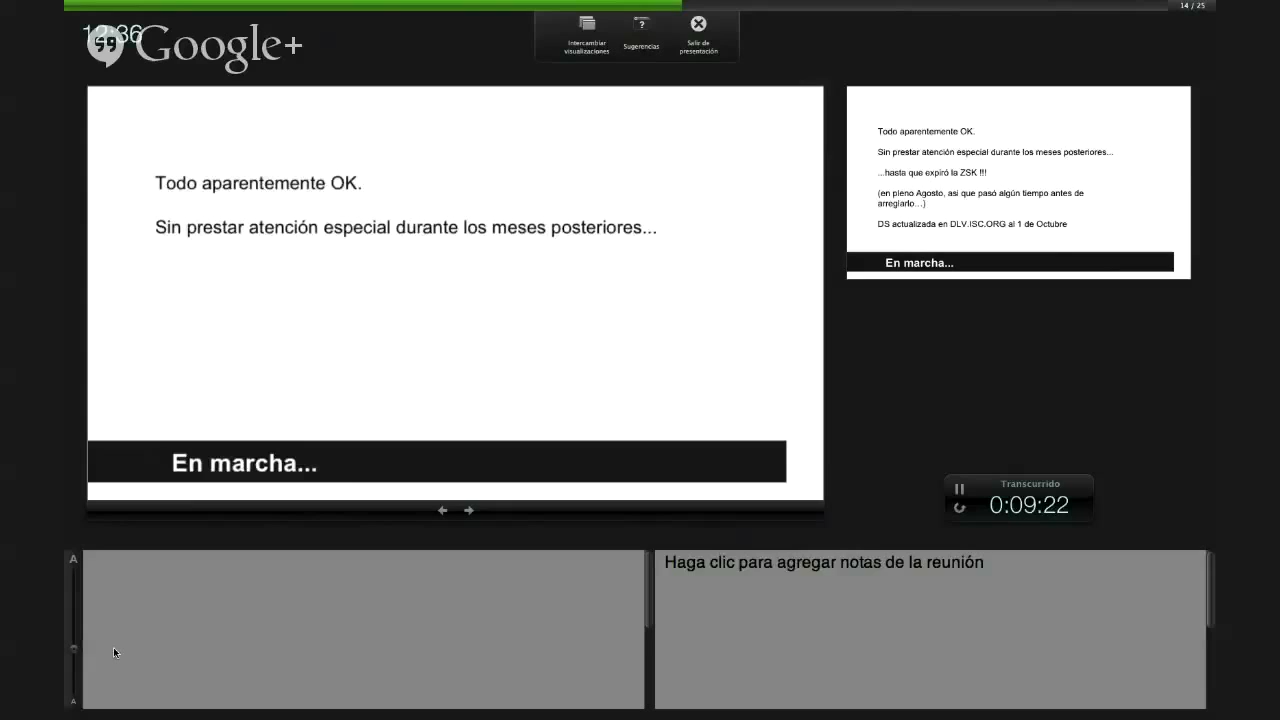 14 / 25
12:36
Google+
Intercambiar
visualizaciones
Sugerencias
Salir de
presentación
Todo aparentemente OK.
Sin prestar atención especial durante los meses posteriores...
En marcha...
Todo aparentemente OK.
Sin prestar atención especial durante los meses posteriores...
...hasta que expiró la ZSK !!!
(en pleno Agosto, asi que pasó algún tiempo antes de
arreglarlo...)
DS actualizada en DLV.ISC.ORG al 1 de Octubre
En marcha...
Transcurrido
0:09:22
A
A
Haga clic para agregar notas de la reunión